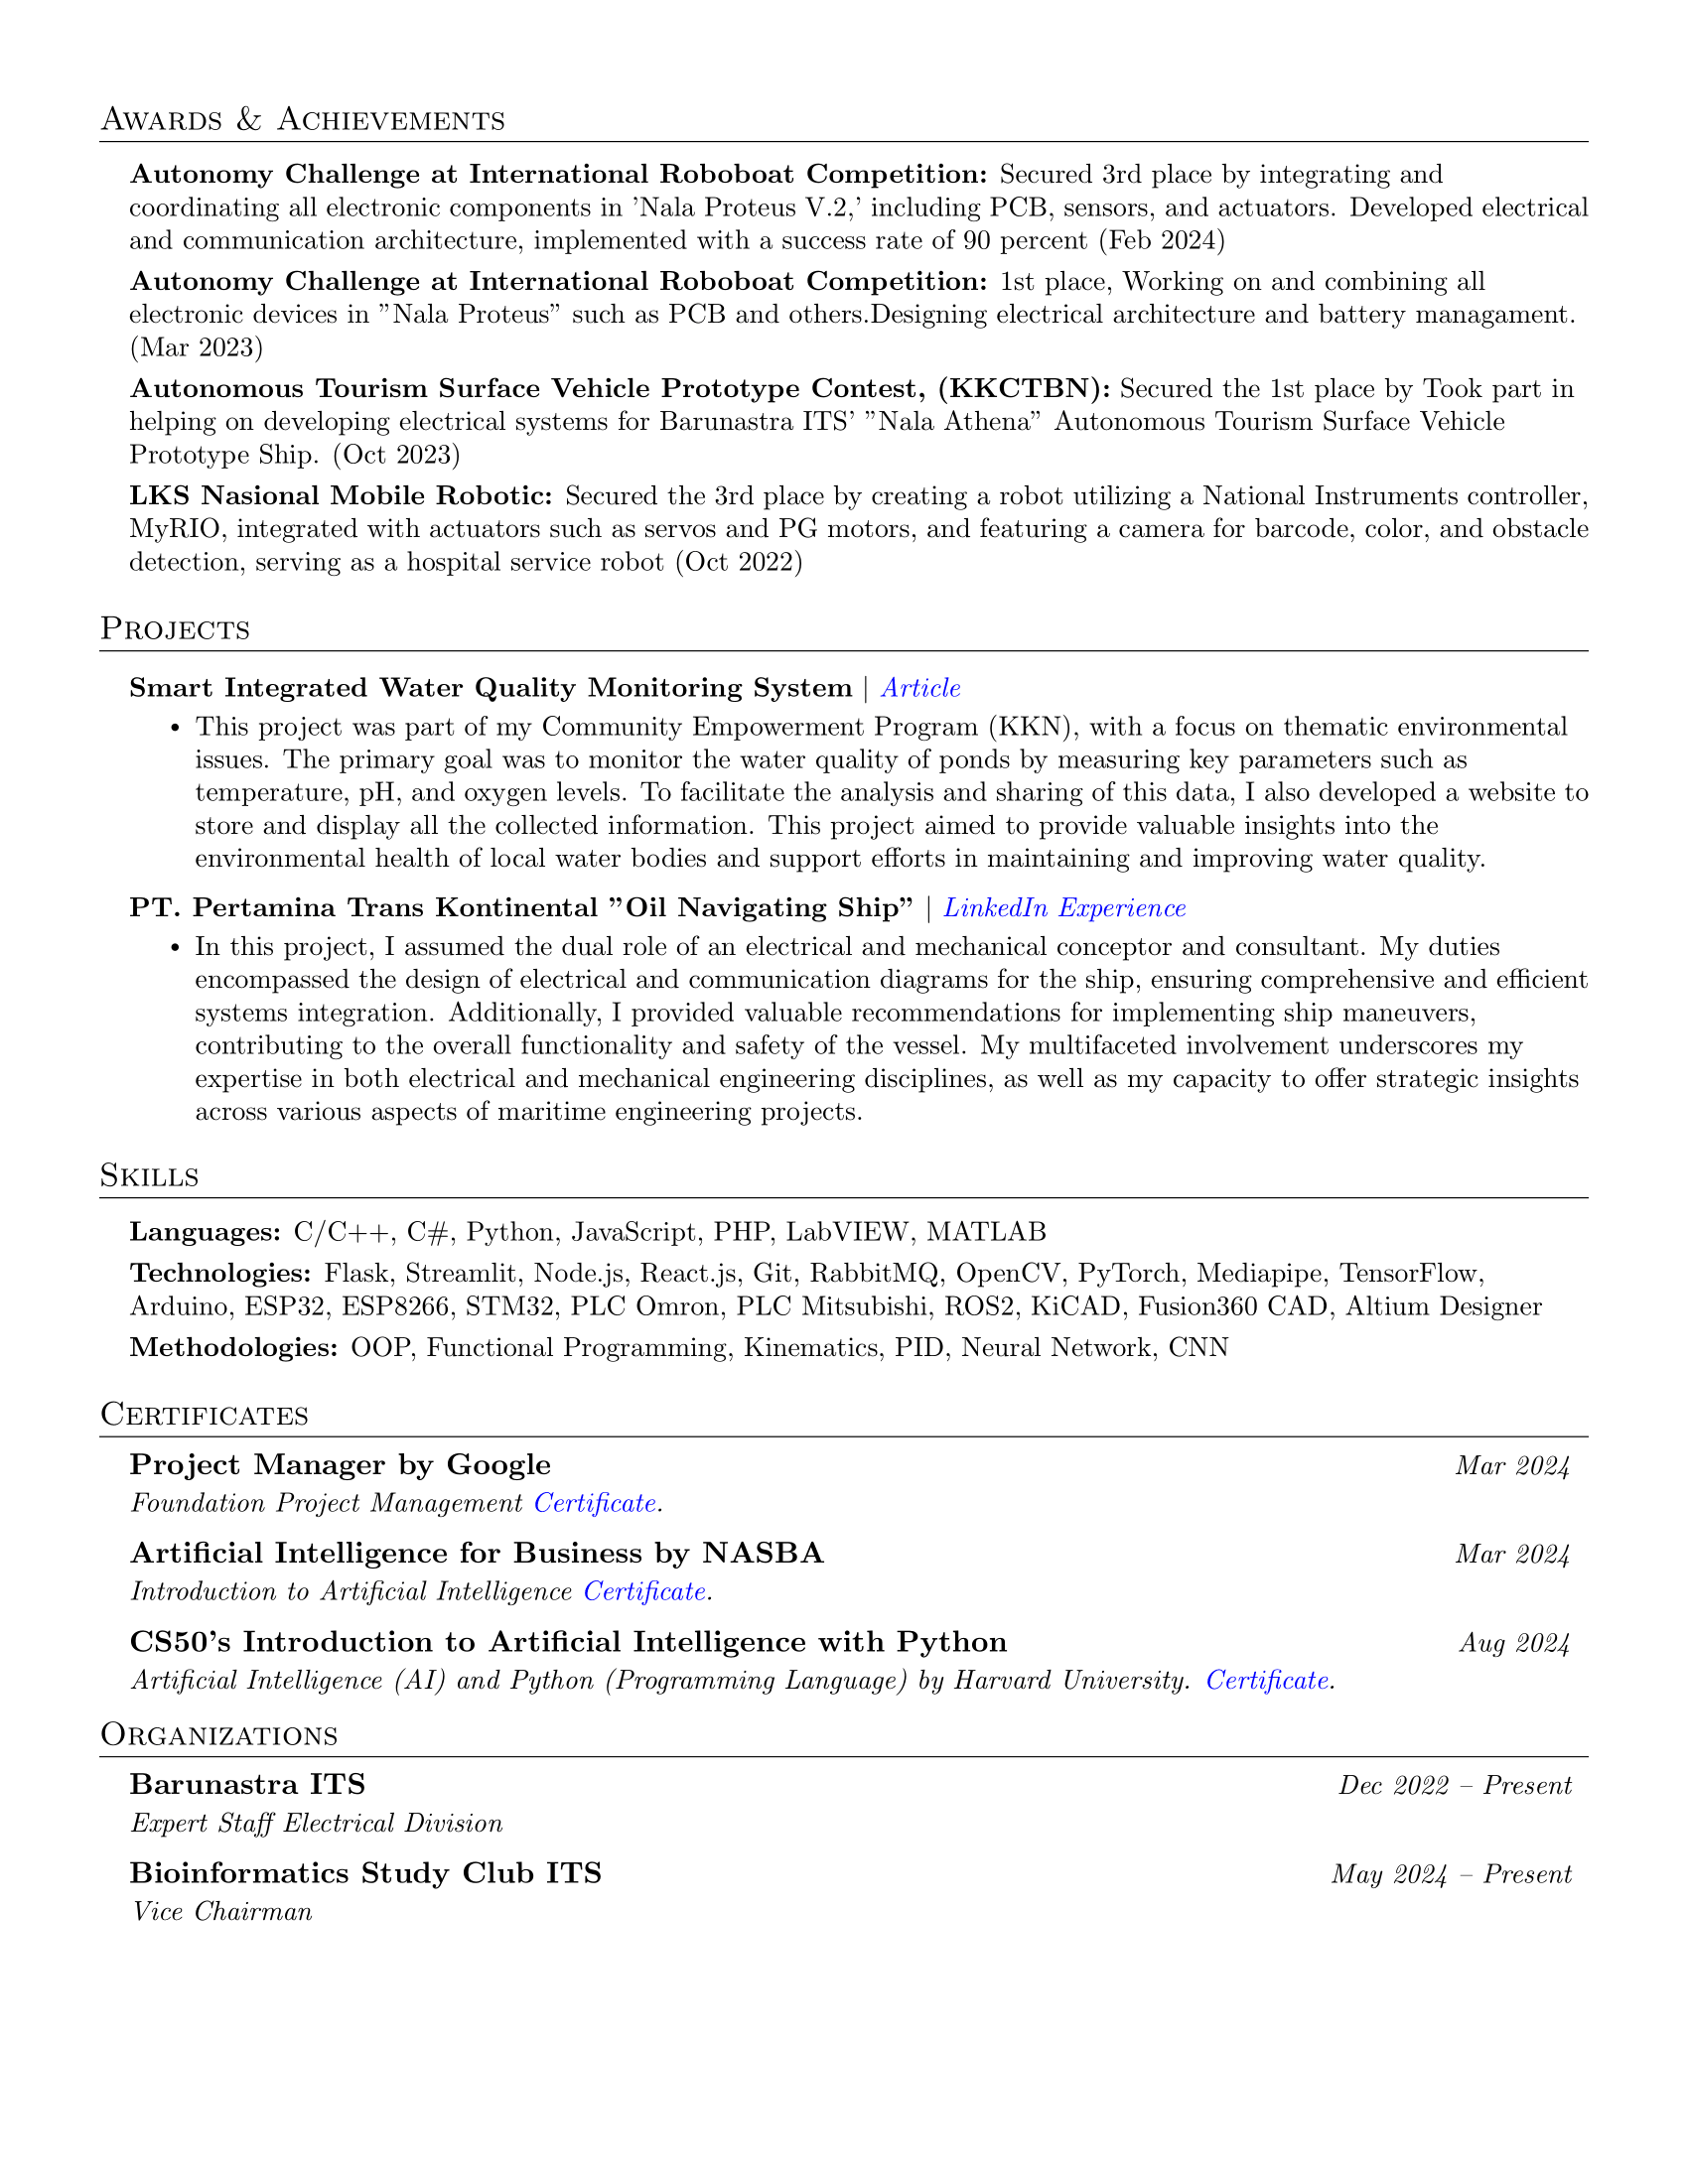 Awards & Achievements
Autonomy Challenge at International Roboboat Competition: Secured 3rd place by integrating and
coordinating all electronic components in ’Nala Proteus V.2,’ including PCB, sensors, and actuators. Developed electrical
and communication architecture, implemented with a success rate of 90 percent (Feb 2024)
Autonomy Challenge at International Roboboat Competition: 1st place, Working on and combining all
electronic devices in ”Nala Proteus” such as PCB and others.Designing electrical architecture and battery managament.
(Mar 2023)
Autonomous Tourism Surface Vehicle Prototype Contest, (KKCTBN): Secured the 1st place by Took part in
helping on developing electrical systems for Barunastra ITS’ ”Nala Athena” Autonomous Tourism Surface Vehicle
Prototype Ship. (Oct 2023)
LKS Nasional Mobile Robotic: Secured the 3rd place by creating a robot utilizing a National Instruments controller,
MyRIO, integrated with actuators such as servos and PG motors, and featuring a camera for barcode, color, and obstacle
detection, serving as a hospital service robot (Oct 2022)
Projects
Smart Integrated Water Quality Monitoring System | Article
• This project was part of my Community Empowerment Program (KKN), with a focus on thematic environmental
issues. The primary goal was to monitor the water quality of ponds by measuring key parameters such as
temperature, pH, and oxygen levels. To facilitate the analysis and sharing of this data, I also developed a website to
store and display all the collected information. This project aimed to provide valuable insights into the
environmental health of local water bodies and support efforts in maintaining and improving water quality.
PT. Pertamina Trans Kontinental ”Oil Navigating Ship” | LinkedIn Experience
• In this project, I assumed the dual role of an electrical and mechanical conceptor and consultant. My duties
encompassed the design of electrical and communication diagrams for the ship, ensuring comprehensive and efficient
systems integration. Additionally, I provided valuable recommendations for implementing ship maneuvers,
contributing to the overall functionality and safety of the vessel. My multifaceted involvement underscores my
expertise in both electrical and mechanical engineering disciplines, as well as my capacity to offer strategic insights
across various aspects of maritime engineering projects.
Skills
Languages: C/C++, C#, Python, JavaScript, PHP, LabVIEW, MATLAB
Technologies: Flask, Streamlit, Node.js, React.js, Git, RabbitMQ, OpenCV, PyTorch, Mediapipe, TensorFlow,
Arduino, ESP32, ESP8266, STM32, PLC Omron, PLC Mitsubishi, ROS2, KiCAD, Fusion360 CAD, Altium Designer
Methodologies: OOP, Functional Programming, Kinematics, PID, Neural Network, CNN
Certificates
Project Manager by Google Mar 2024
Foundation Project Management Certificate.
Artificial Intelligence for Business by NASBA Mar 2024
Introduction to Artificial Intelligence Certificate.
CS50’s Introduction to Artificial Intelligence with Python Aug 2024
Artificial Intelligence (AI) and Python (Programming Language) by Harvard University. Certificate.
Organizations
Barunastra ITS Dec 2022 – Present
Expert Staff Electrical Division
Bioinformatics Study Club ITS May 2024 – Present
Vice Chairman